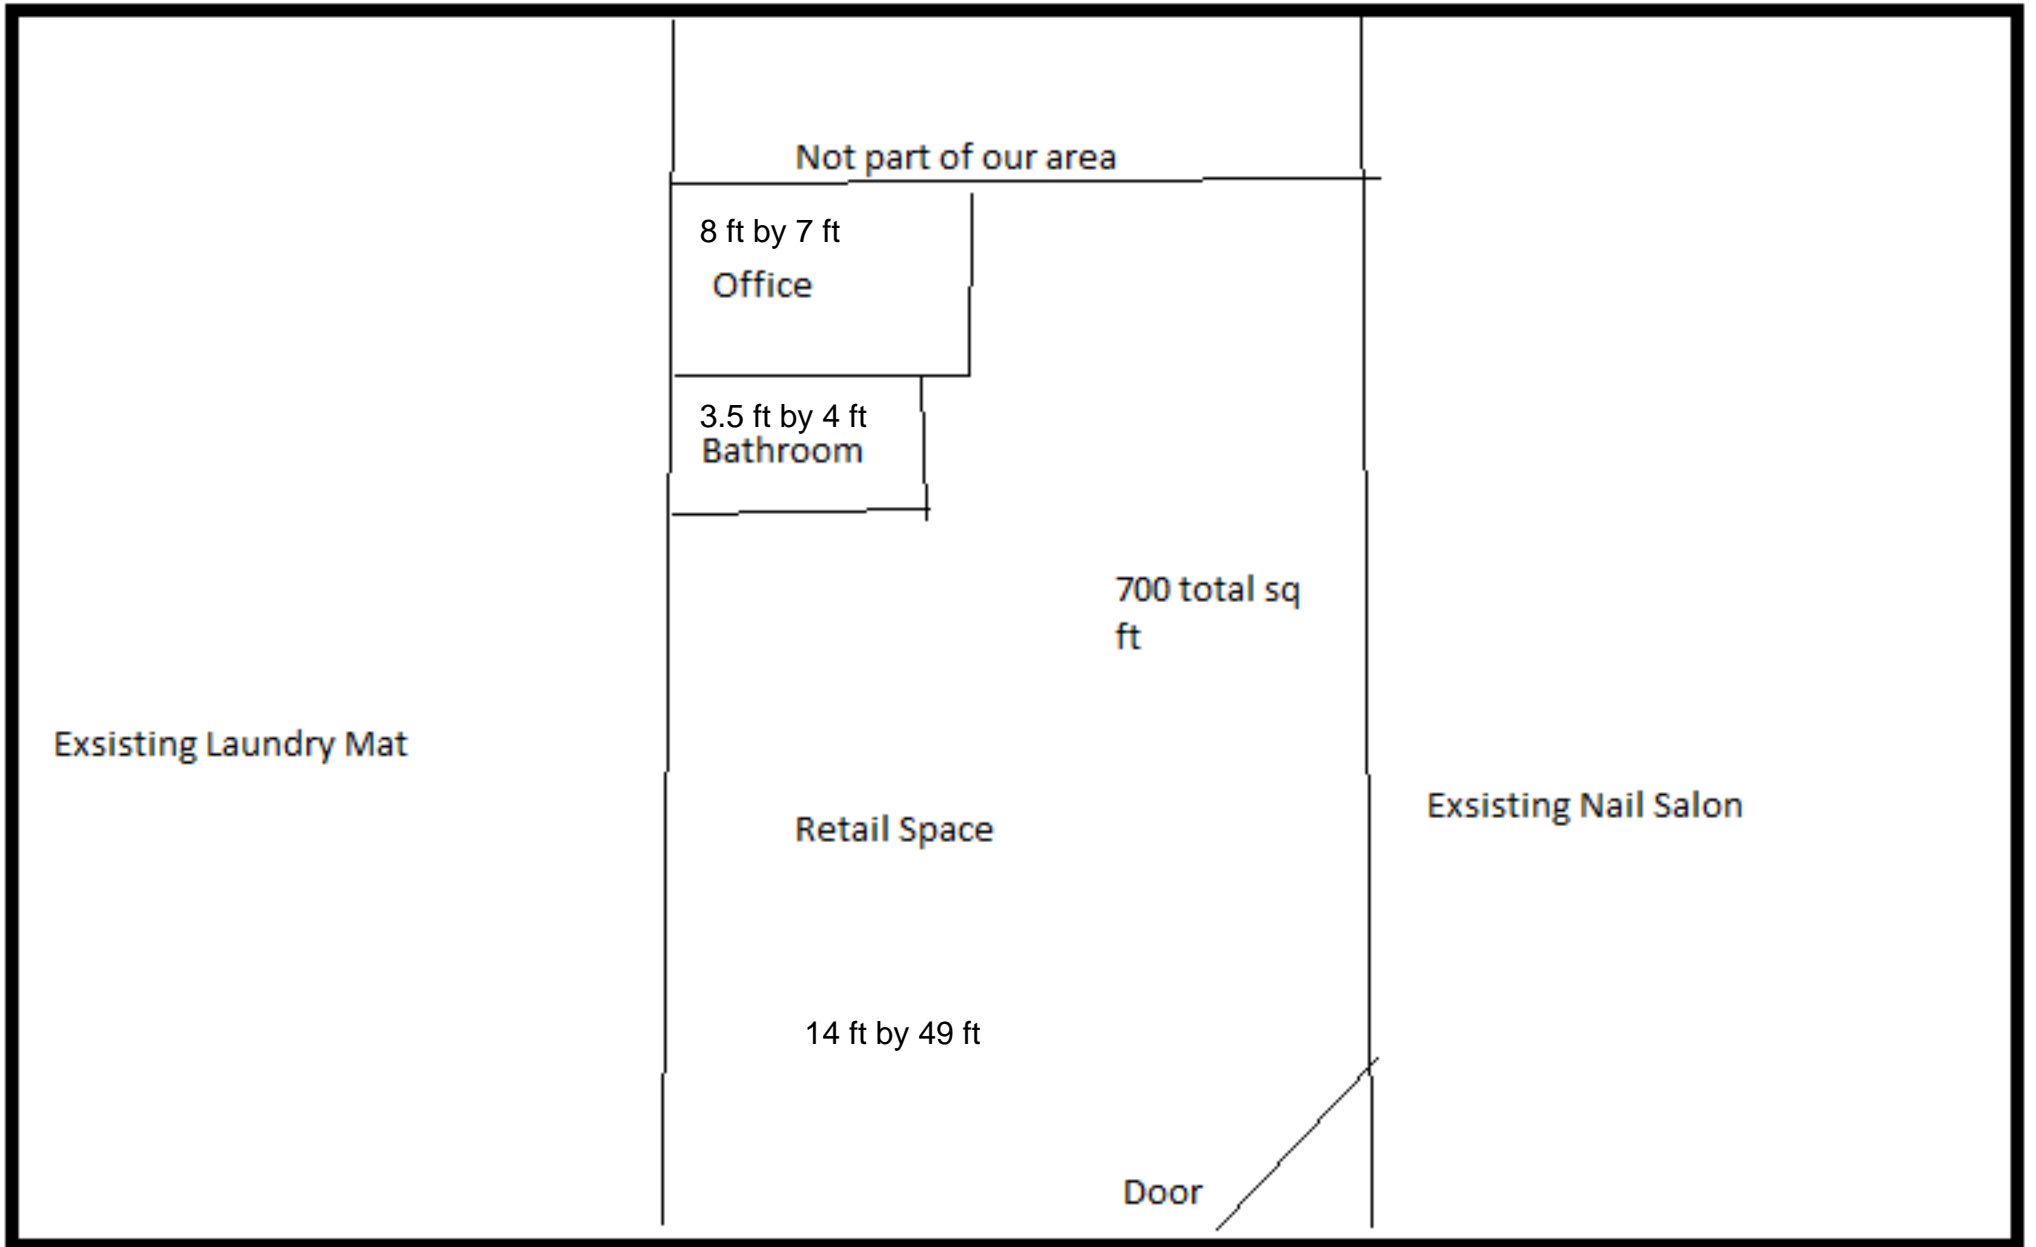 Not part of our area
8 ft by 7 ft
Office
3.5 ft by 4 ft
Bathroom
700 total sq
ft
Exsisting Laundry Mat
Exsisting Nail Salon
Retail Space
14 ft by 49 ft
Door